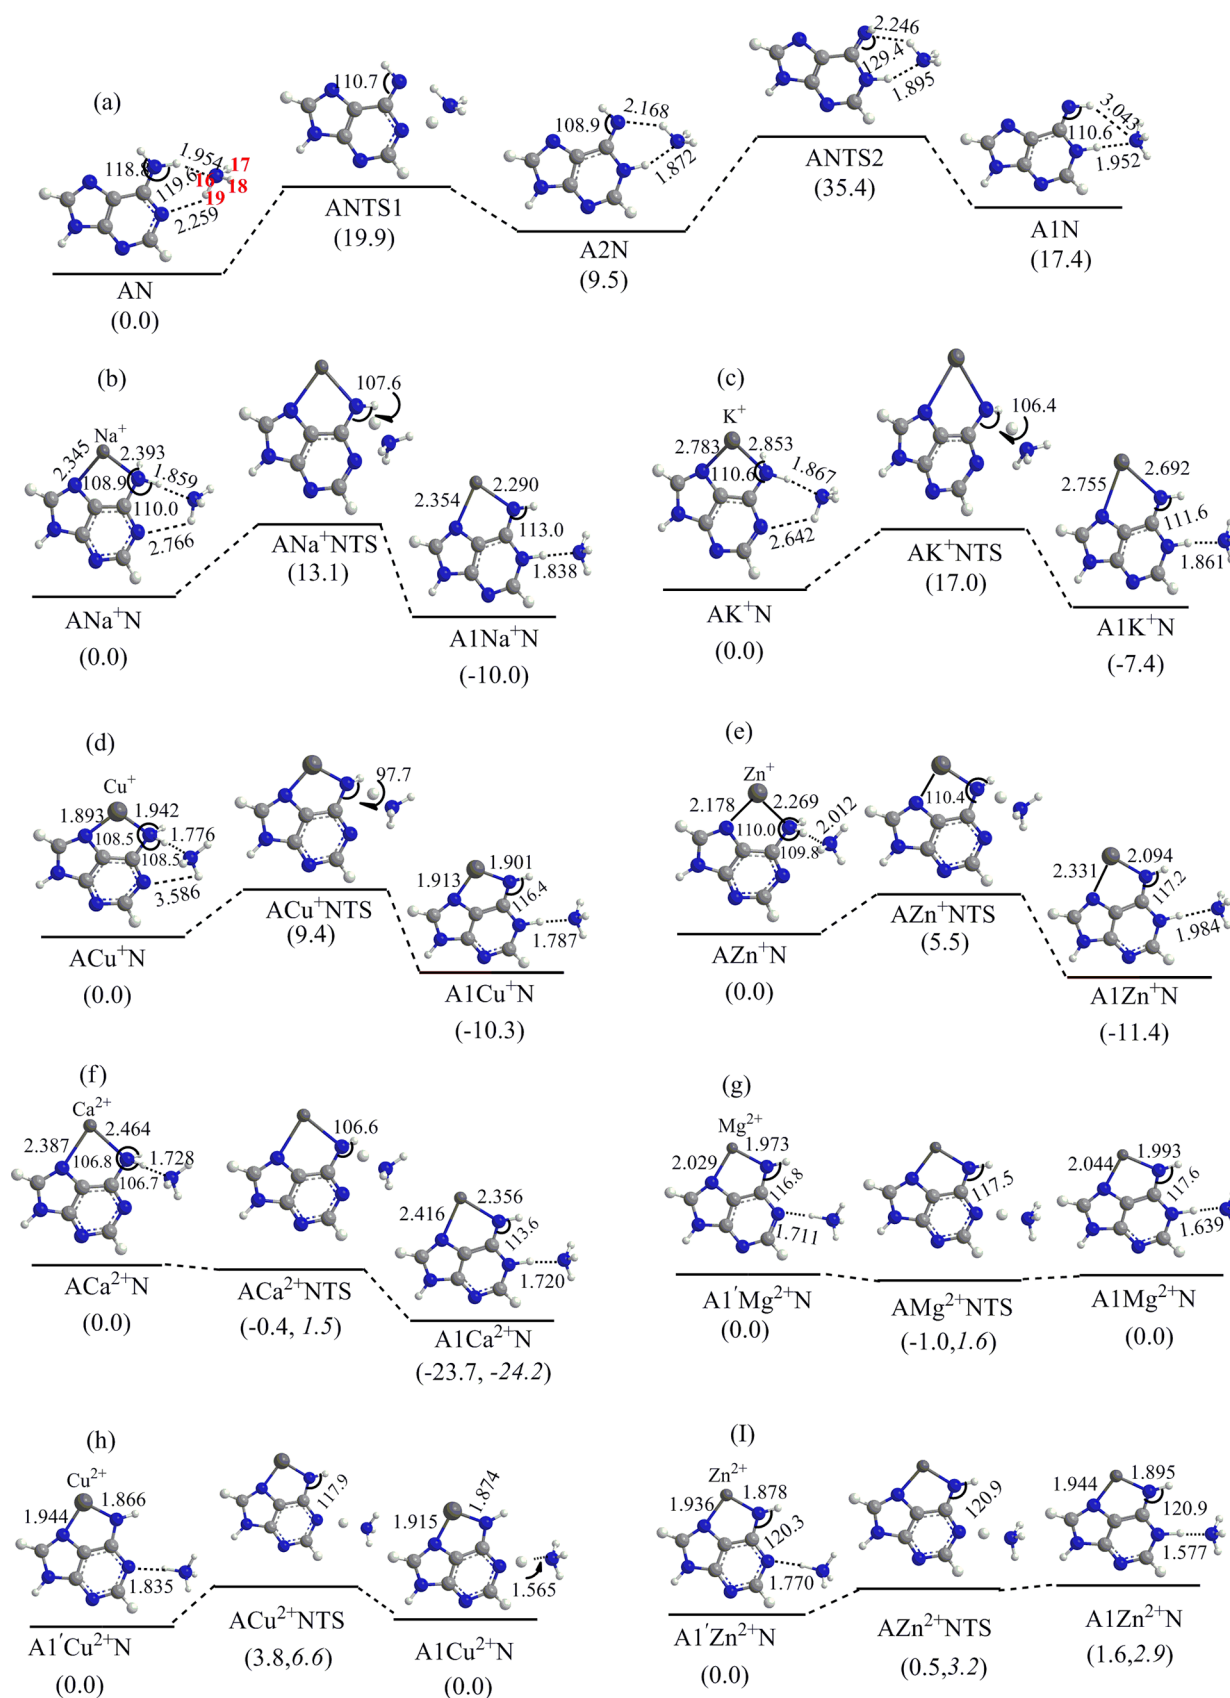 (a)
118.8
119.6
1.954
16
17
18
19
2.259
AN
(0.0)
110.7
ANTS1
(19.9)
108.9
2.168
1.872
A2N
(9.5)
2.246
129.4
1.895
ANTS2
(35.4)
3.043
110.6
1.952
A1N
(17.4)
(b)
Na⁺
2.345
2.393
1.859
108.9
110.0
2.766
ANa⁺N
(0.0)
107.6
ANa⁺NTS
(13.1)
2.354
2.290
113.0
1.838
A1Na⁺N
(-10.0)
(c)
K⁺
2.783
2.853
1.867
110.6
2.642
AK⁺N
(0.0)
106.4
AK⁺NTS
(17.0)
2.755
2.692
111.6
1.861
A1K⁺N
(-7.4)
(d)
Cu⁺
1.893
1.942
1.776
108.5
108.5
3.586
ACu⁺N
(0.0)
97.7
ACu⁺NTS
(9.4)
1.913
1.901
116.4
1.787
A1Cu⁺N
(-10.3)
(e)
Zn⁺
2.178
2.269
2.012
110.0
109.8
AZn⁺N
(0.0)
110.4
AZn⁺NTS
(5.5)
2.331
2.094
117.2
1.984
A1Zn⁺N
(-11.4)
(f)
Ca²⁺
2.387
2.464
1.728
106.8
106.7
ACa²⁺N
(0.0)
106.6
ACa²⁺NTS
(-0.4, 1.5)
2.416
2.356
113.6
1.720
A1Ca²⁺N
(-23.7, -24.2)
(g)
Mg²⁺
2.029
1.973
116.8
1.711
A1'Mg²⁺N
(0.0)
117.5
AMg²⁺NTS
(-1.0,1.6)
2.044
1.993
117.6
1.639
A1Mg²⁺N
(0.0)
(h)
Cu²⁺
1.944
1.866
1.835
A1'Cu²⁺N
(0.0)
117.9
ACu²⁺NTS
(3.8,6.6)
1.915
1.874
1.565
A1Cu²⁺N
(0.0)
(I)
Zn²⁺
1.936
1.878
120.3
1.770
A1'Zn²⁺N
(0.0)
120.9
AZn²⁺NTS
(0.5,3.2)
1.944
1.895
120.9
1.577
A1Zn²⁺N
(1.6,2.9)